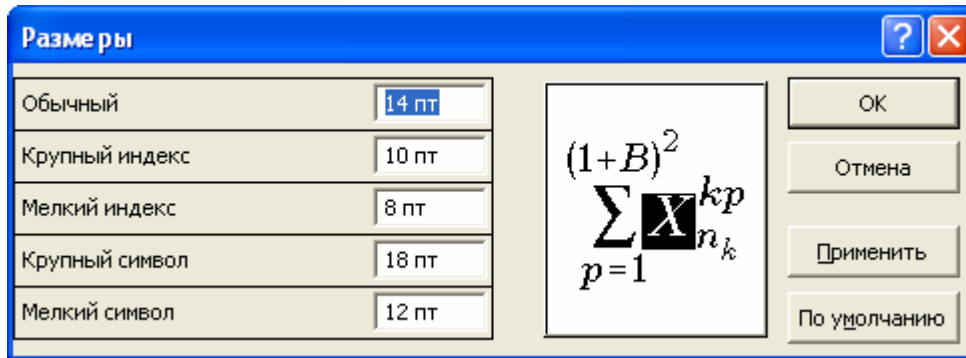 Размеры
Обычный 14 пт
Крупный индекс 10 пт
Мелкий индекс 8 пт
Крупный символ 18 пт
Мелкий символ 12 пт
(1+B)^2
∑ X^{kp}_{n_k}
p=1
OK
Отмена
Применить
По умолчанию